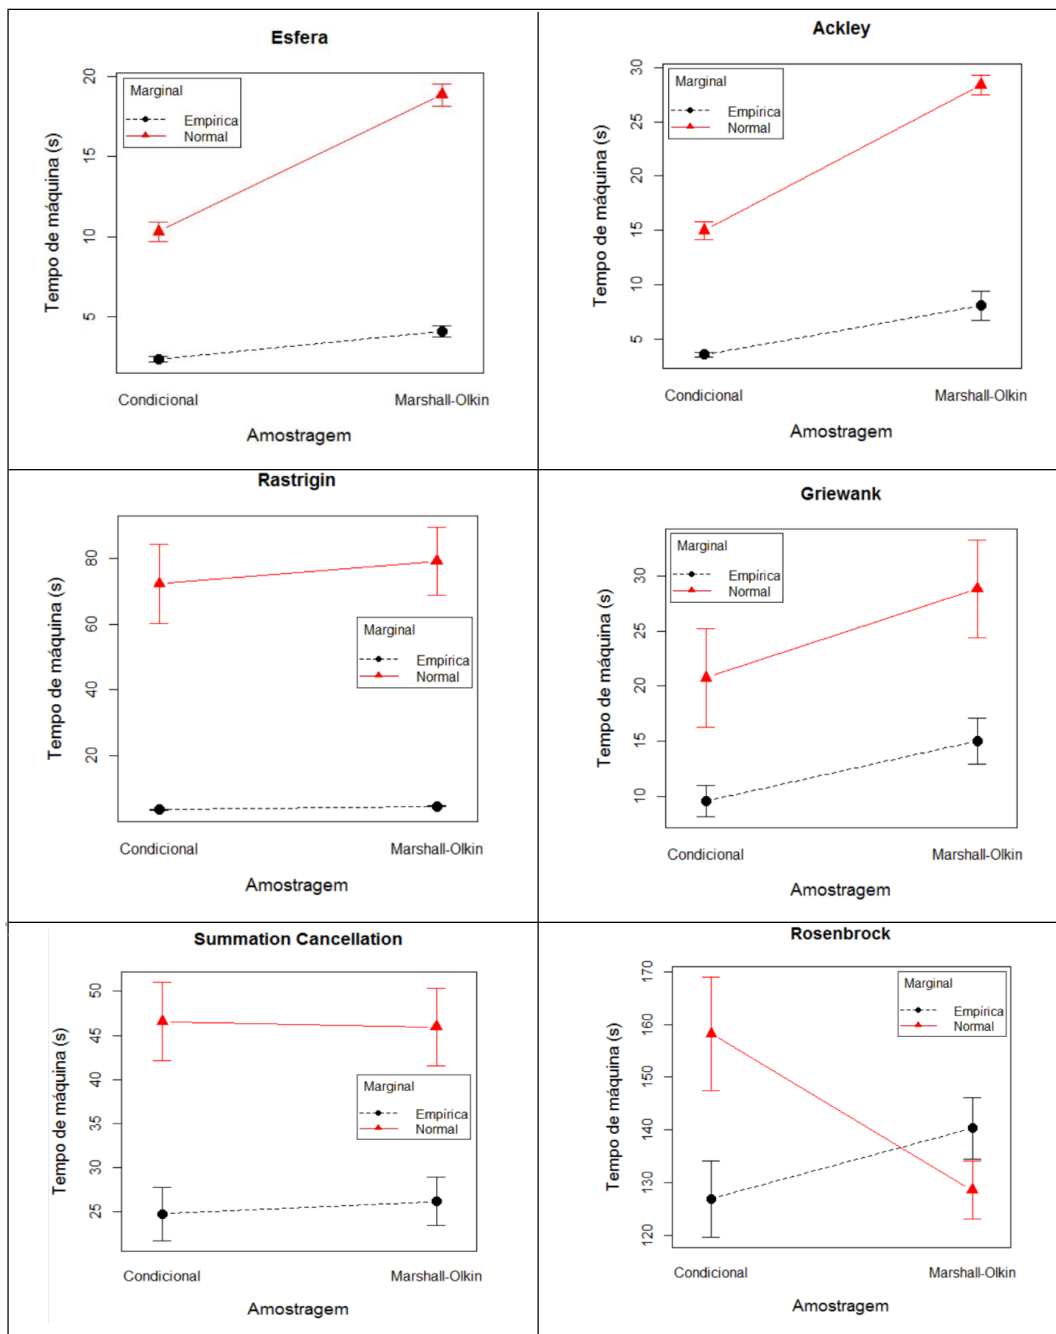 Esfera
Tempo de máquina (s)
20
15
10
5
Marginal
Empírica
Normal
Condicional
Marshall-Olkin
Amostragem
Ackley
Tempo de máquina (s)
30
25
20
15
10
5
Marginal
Empírica
Normal
Condicional
Marshall-Olkin
Amostragem
Rastrigin
Tempo de máquina (s)
80
60
40
20
Marginal
Empírica
Normal
Condicional
Marshall-Olkin
Amostragem
Griewank
Tempo de máquina (s)
30
25
20
15
10
Marginal
Empírica
Normal
Condicional
Marshall-Olkin
Amostragem
Summation Cancellation
Tempo de máquina (s)
50
45
40
35
30
25
Marginal
Empírica
Normal
Condicional
Marshall-Olkin
Amostragem
Rosenbrock
Tempo de máquina (s)
170
160
150
140
130
120
Marginal
Empírica
Normal
Condicional
Marshall-Olkin
Amostragem